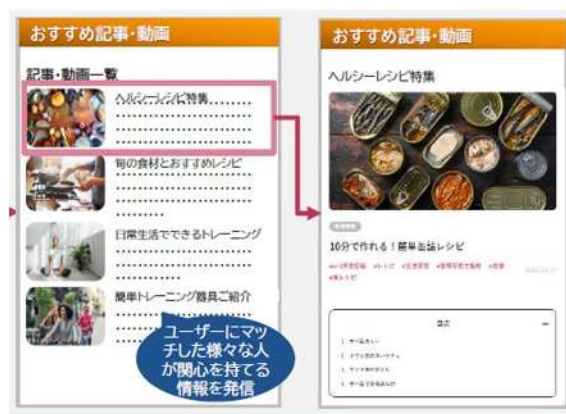 おすすめ記事・動画
記事・動画一覧
ヘルシーレシピ特集
旬の食材とおすすめレシピ
日常生活でできるトレーニング
簡単トレーニング器具ご紹介
ユーザーにマッ
チした様々な人
が関心を持てる
情報を発信
おすすめ記事・動画
ヘルシーレシピ特集
10分で作れる！簡単缶詰レシピ
目次